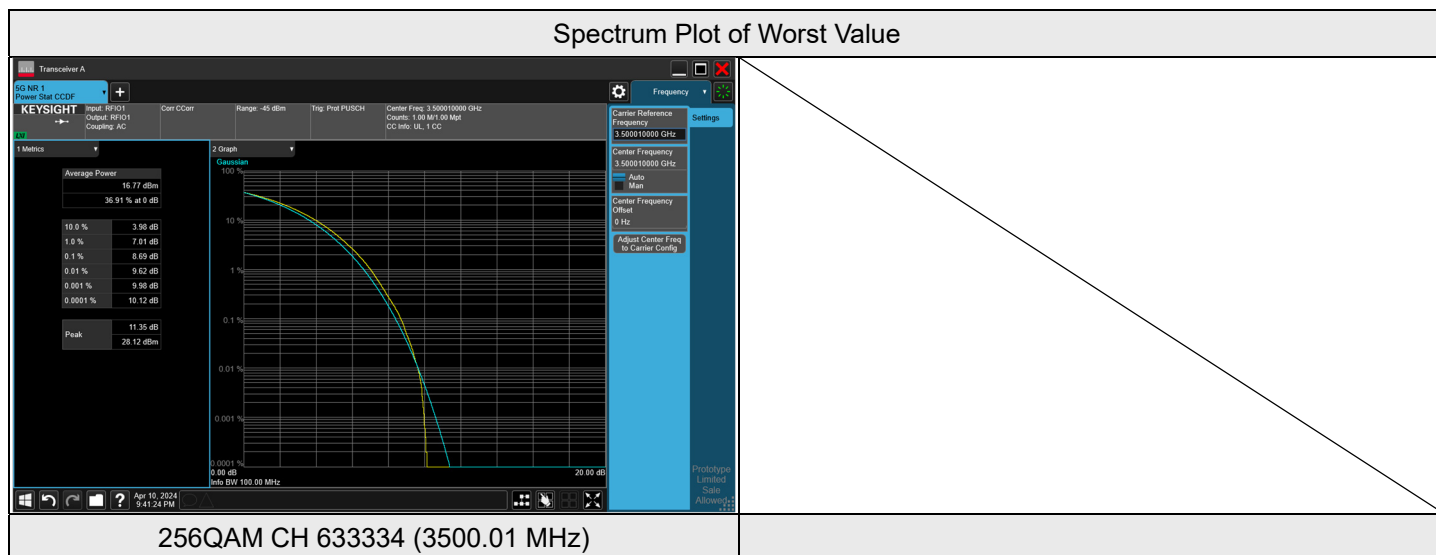 Spectrum Plot of Worst Value
Transceiver A
5G NR 1
Power Stat CCDF
Frequency
KEYSIGHT
Input: RFIO1
Output: RFIO1
Coupling: AC
Corr CCorr
Range: -45 dBm
Trig: Prot PUSCH
Center Freq: 3.500010000 GHz
Counts: 1.00 M/1.00 Mpt
CC Info: UL, 1 CC
1 Metrics
Average Power
16.77 dBm
36.91 % at 0 dB
10.0 % 3.98 dB
1.0 % 7.01 dB
0.1 % 8.69 dB
0.01 % 9.62 dB
0.001 % 9.98 dB
0.0001 % 10.12 dB
Peak
11.35 dB
28.12 dBm
2 Graph
Gaussian
100 %
10 %
1 %
0.1 %
0.01 %
0.001 %
0.0001 %
0.00 dB
20.00 dB
Info BW 100.00 MHz
Carrier Reference
Frequency
3.500010000 GHz
Center Frequency
3.500010000 GHz
Auto
Man
Center Frequency
Offset
0 Hz
Adjust Center Freq
to Carrier Config
Settings
Prototype
Limited
Sale
Allowed
?
Apr 10, 2024
9:41:24 PM
256QAM CH 633334 (3500.01 MHz)